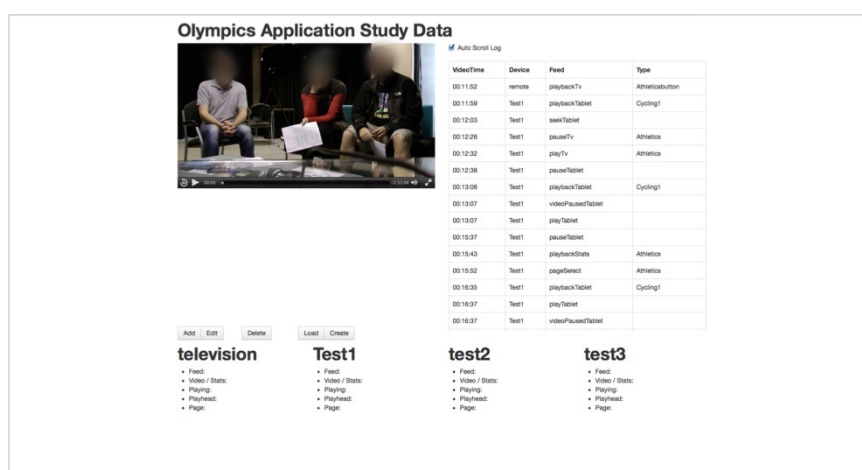 Olympics Application Study Data
Auto Scroll Log
VideoTime Device Feed Type
00:11:52 remote playbackTv Athleticsbutton
00:11:59 Test1 playbackTablet Cycling1
00:12:03 Test1 seekTablet
00:12:26 Test1 pauseTv Athletics
00:12:32 Test1 playTv Athletics
00:12:38 Test1 pauseTablet
00:13:06 Test1 playbackTablet Cycling1
00:13:07 Test1 videoPausedTablet
00:13:07 Test1 playTablet
00:15:37 Test1 pauseTablet
00:15:43 Test1 playbackStats Athletics
00:15:52 Test1 pageSelect Athletics
00:16:35 Test1 playbackTablet Cycling1
00:16:37 Test1 playTablet
00:16:37 Test1 videoPausedTablet
Add Edit Delete Load Create
television Test1 test2 test3
• Feed: • Feed: • Feed: • Feed:
• Video / Stats: • Video / Stats: • Video / Stats: • Video / Stats:
• Playing: • Playing: • Playing: • Playing:
• Playhead: • Playhead: • Playhead: • Playhead:
• Page: • Page: • Page: • Page: